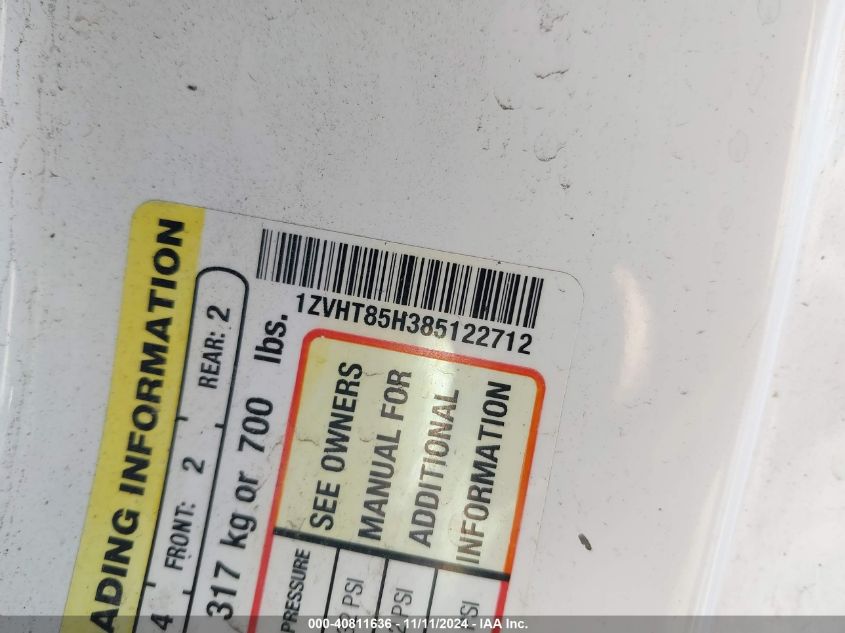 ADING INFORMATION
4 FRONT: 2 REAR: 2
317 kg or 700 lbs.
1ZVHT85H385122712
PRESSURE
PSI
PSI
PSI
SEE OWNERS
MANUAL FOR
ADDITIONAL
INFORMATION
000-40811636 - 11/11/2024 - IAA Inc.